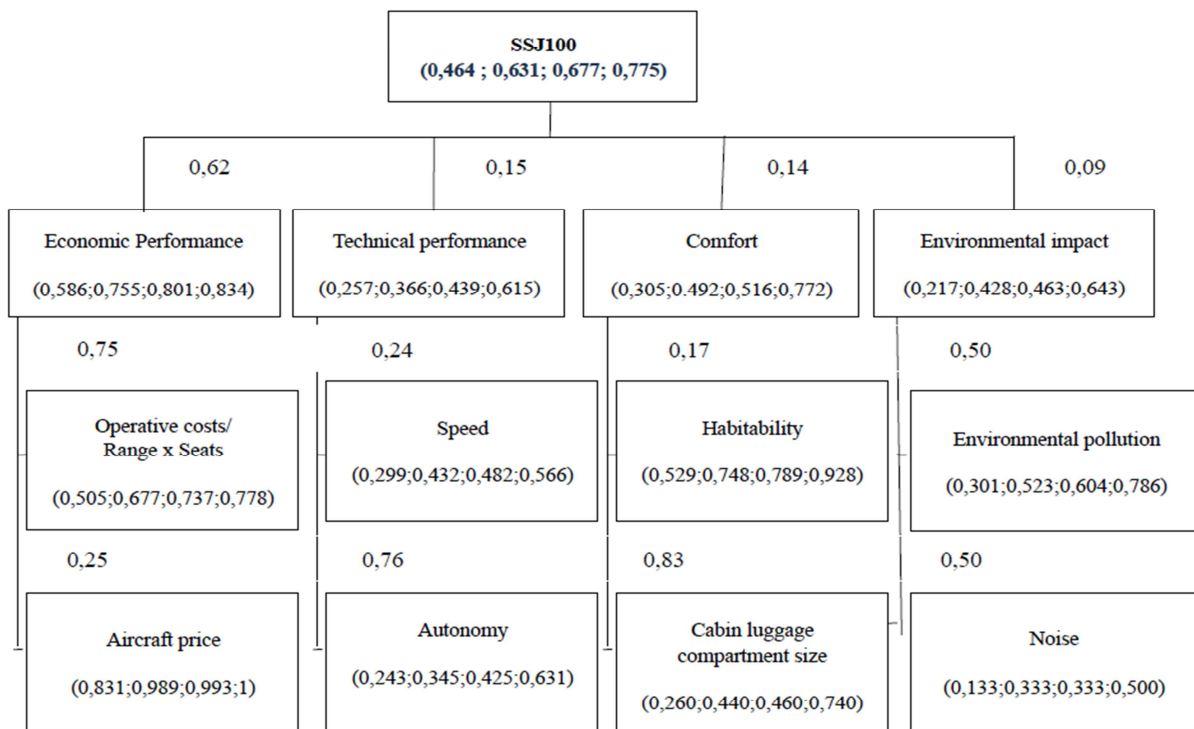 SSJ100
(0,464 ; 0,631; 0,677; 0,775)
0,62
0,15
0,14
0,09
Economic Performance
(0,586;0,755;0,801;0,834)
Technical performance
(0,257;0,366;0,439;0,615)
Comfort
(0,305;0.492;0,516;0,772)
Environmental impact
(0,217;0,428;0,463;0,643)
0,75
0,24
0,17
0,50
Operative costs/
Range x Seats
(0,505;0,677;0,737;0,778)
Speed
(0,299;0,432;0,482;0,566)
Habitability
(0,529;0,748;0,789;0,928)
Environmental pollution
(0,301;0,523;0,604;0,786)
0,25
0,76
0,83
0,50
Aircraft price
(0,831;0,989;0,993;1)
Autonomy
(0,243;0,345;0,425;0,631)
Cabin luggage
compartment size
(0,260;0,440;0,460;0,740)
Noise
(0,133;0,333;0,333;0,500)